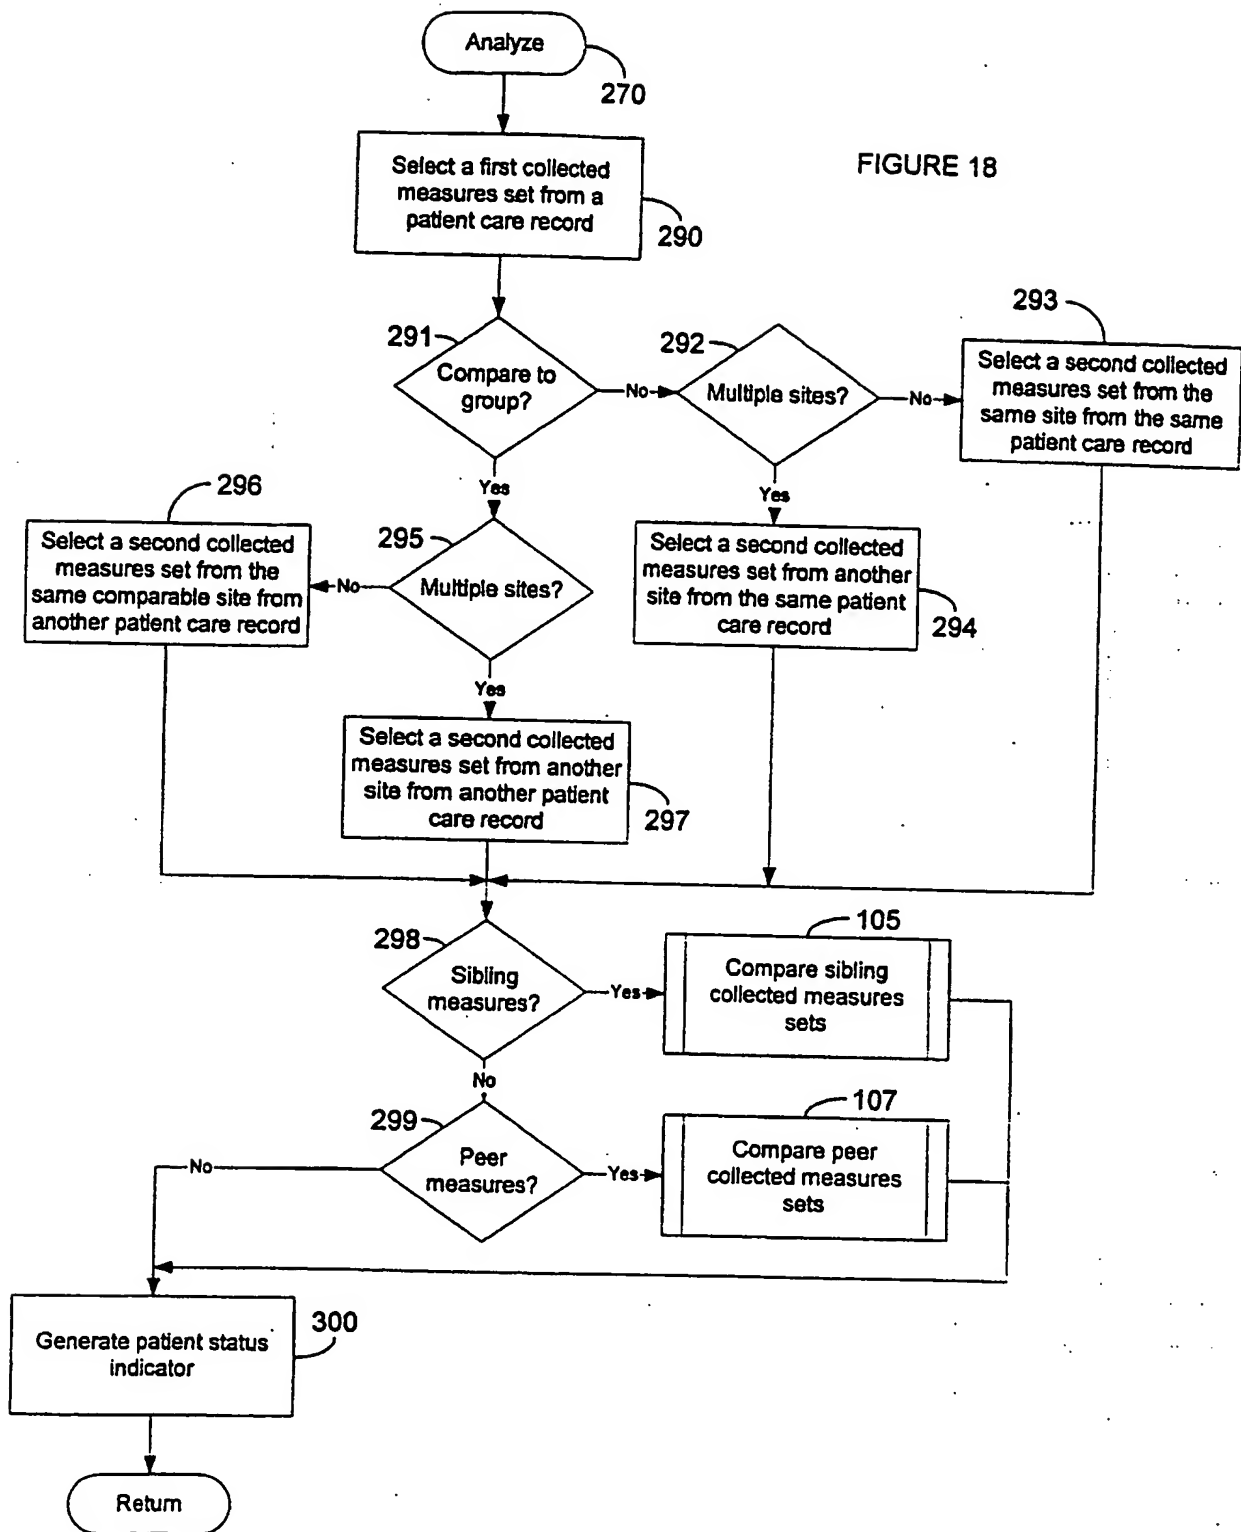 Analyze
270
FIGURE 18
Select a first collected
measures set from a
patient care record
290
291
Compare to
group?
No
292
Multiple sites?
No
293
Select a second collected
measures set from the
same site from the same
patient care record
Yes
Yes
296
Select a second collected
measures set from the
same comparable site from
another patient care record
No
295
Multiple sites?
Select a second collected
measures set from another
site from the same patient
care record
294
Yes
Select a second collected
measures set from another
site from another patient
care record
297
298
Sibling
measures?
Yes
105
Compare sibling
collected measures
sets
No
299
Peer
measures?
No
Yes
107
Compare peer
collected measures
sets
Generate patient status
indicator
300
Return